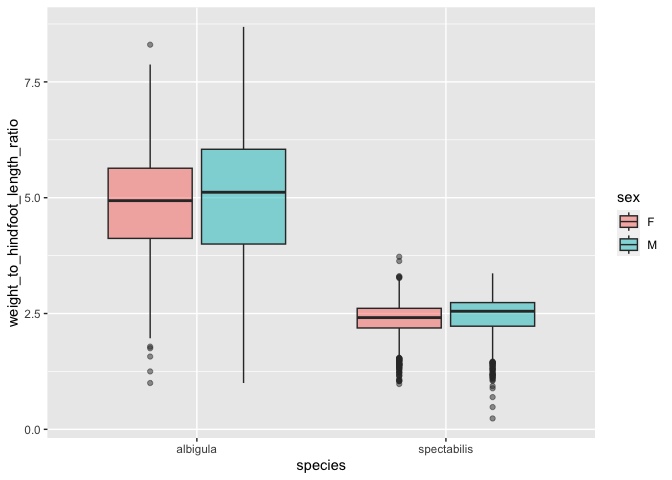 weight_to_hindfoot_length_ratio
7.5
5.0
2.5
0.0
albigula
spectabilis
species
sex
F
M